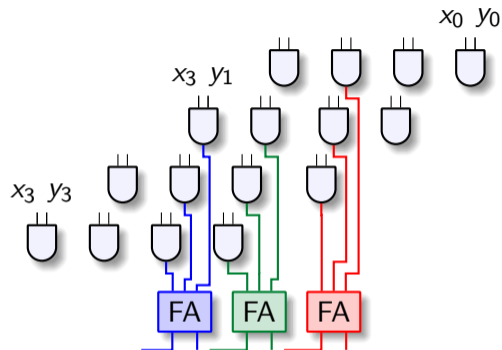 x₀ y₀
x₃ y₁
x₃ y₃
FA FA FA